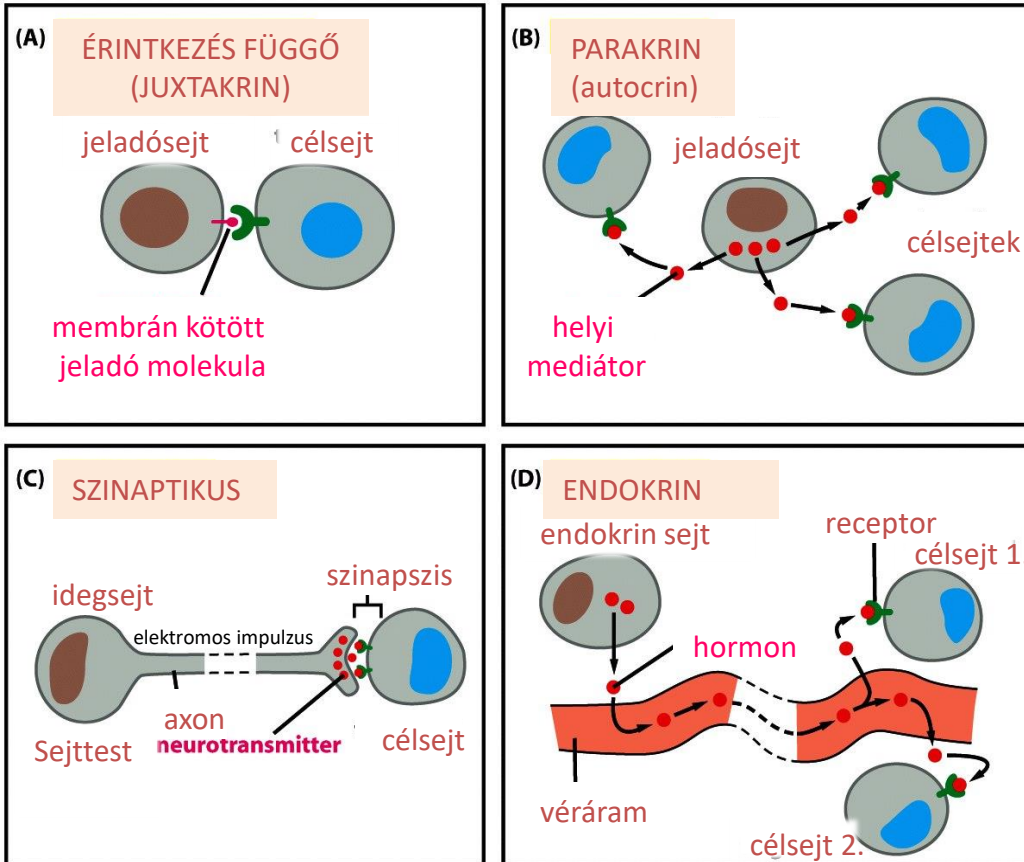 (A)
ÉRINTKEZÉS FÜGGŐ
(JUXTAKRIN)
jeladósejt
célsejt
membrán kötött
jeladó molekula
(B)
PARAKRIN
(autocrin)
jeladósejt
célsejtek
helyi
mediátor
(C)
SZINAPTIKUS
idegsejt
szinapszis
elektromos impulzus
axon
neurotransmitter
Sejttest
célsejt
(D)
ENDOKRIN
endokrin sejt
receptor
célsejt 1
hormon
véráram
célsejt 2.